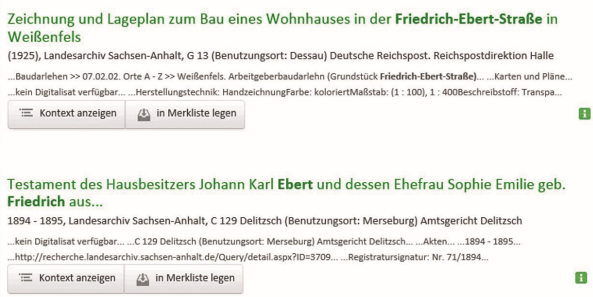 Zeichnung und Lageplan zum Bau eines Wohnhauses in der Friedrich-Ebert-Straße in
Weißenfels
(1925), Landesarchiv Sachsen-Anhalt, G 13 (Benutzungsort: Dessau) Deutsche Reichspost. Reichspostdirektion Halle
...Baudarlehen >> 07.02.02. Orte A - Z >> Weißenfels. Arbeitgeberbaudarlehn (Grundstück Friedrich-Ebert-Straße)... ...Karten und Pläne...
...kein Digitalisat verfügbar... ...Herstellungstechnik: HandzeichnungFarbe: koloriertMaßstab: (1 : 100), 1 : 400Beschreibstoff: Transpa...
Kontext anzeigen in Merkliste legen
i
Testament des Hausbesitzers Johann Karl Ebert und dessen Ehefrau Sophie Emilie geb.
Friedrich aus...
1894 - 1895, Landesarchiv Sachsen-Anhalt, C 129 Delitzsch (Benutzungsort: Merseburg) Amtsgericht Delitzsch
...kein Digitalisat verfügbar... ...C 129 Delitzsch (Benutzungsort: Merseburg) Amtsgericht Delitzsch... ...Akten... ...1894 - 1895...
...http://recherche.landesarchiv.sachsen-anhalt.de/Query/detail.aspx?ID=3709... ...Registratursignatur: Nr. 71/1894...
Kontext anzeigen in Merkliste legen
i